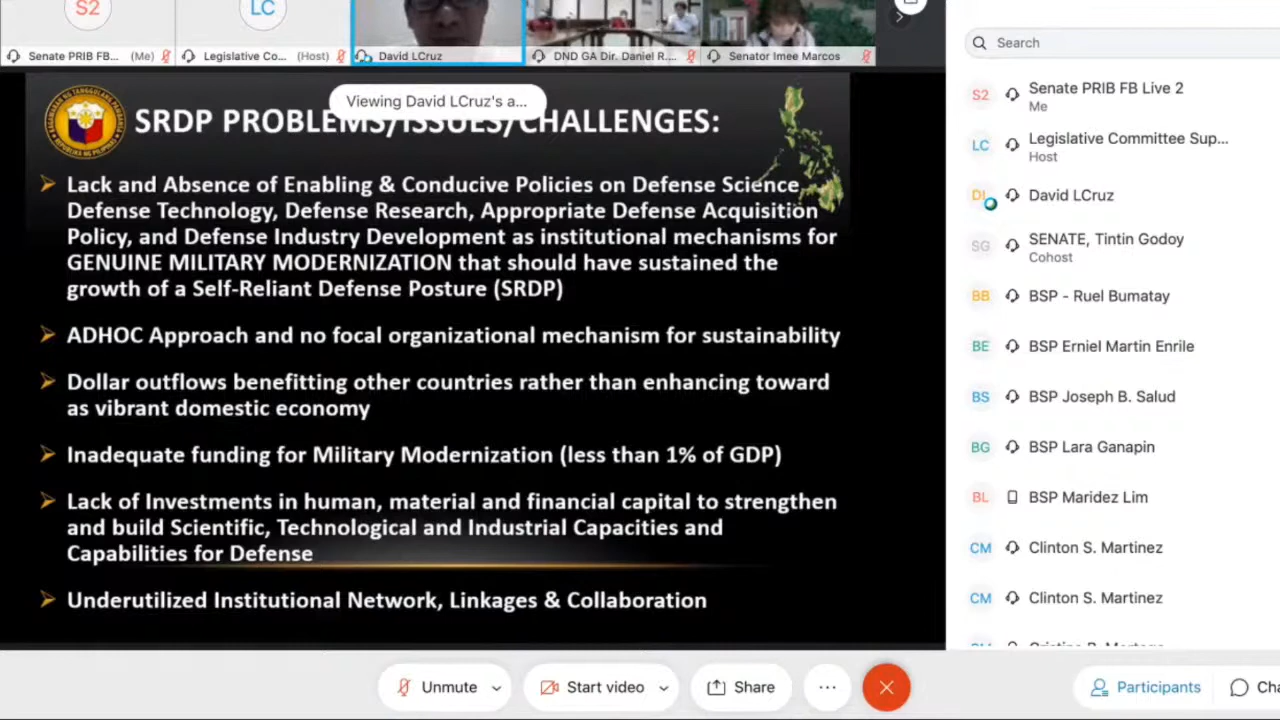 S2
LC
Senate PRIB FB... (Me)
Legislative Co... (Host)
David LCruz
DND GA Dir. Daniel R....
Senator Imee Marcos
Viewing David LCruz's a...
SRDP PROBLEMS/ISSUES/CHALLENGES:
Lack and Absence of Enabling & Conducive Policies on Defense Science,
Defense Technology, Defense Research, Appropriate Defense Acquisition
Policy, and Defense Industry Development as institutional mechanisms for
GENUINE MILITARY MODERNIZATION that should have sustained the
growth of a Self-Reliant Defense Posture (SRDP)
ADHOC Approach and no focal organizational mechanism for sustainability
Dollar outflows benefitting other countries rather than enhancing toward
as vibrant domestic economy
Inadequate funding for Military Modernization (less than 1% of GDP)
Lack of Investments in human, material and financial capital to strengthen
and build Scientific, Technological and Industrial Capacities and
Capabilities for Defense
Underutilized Institutional Network, Linkages & Collaboration
Search
S2 Senate PRIB FB Live 2
Me
LC Legislative Committee Sup...
Host
David LCruz
SG SENATE, Tintin Godoy
Cohost
BB BSP - Ruel Bumatay
BE BSP Erniel Martin Enrile
BS BSP Joseph B. Salud
BG BSP Lara Ganapin
BL BSP Maridez Lim
CM Clinton S. Martinez
CM Clinton S. Martinez
Unmute
Start video
Share
Participants
Cha